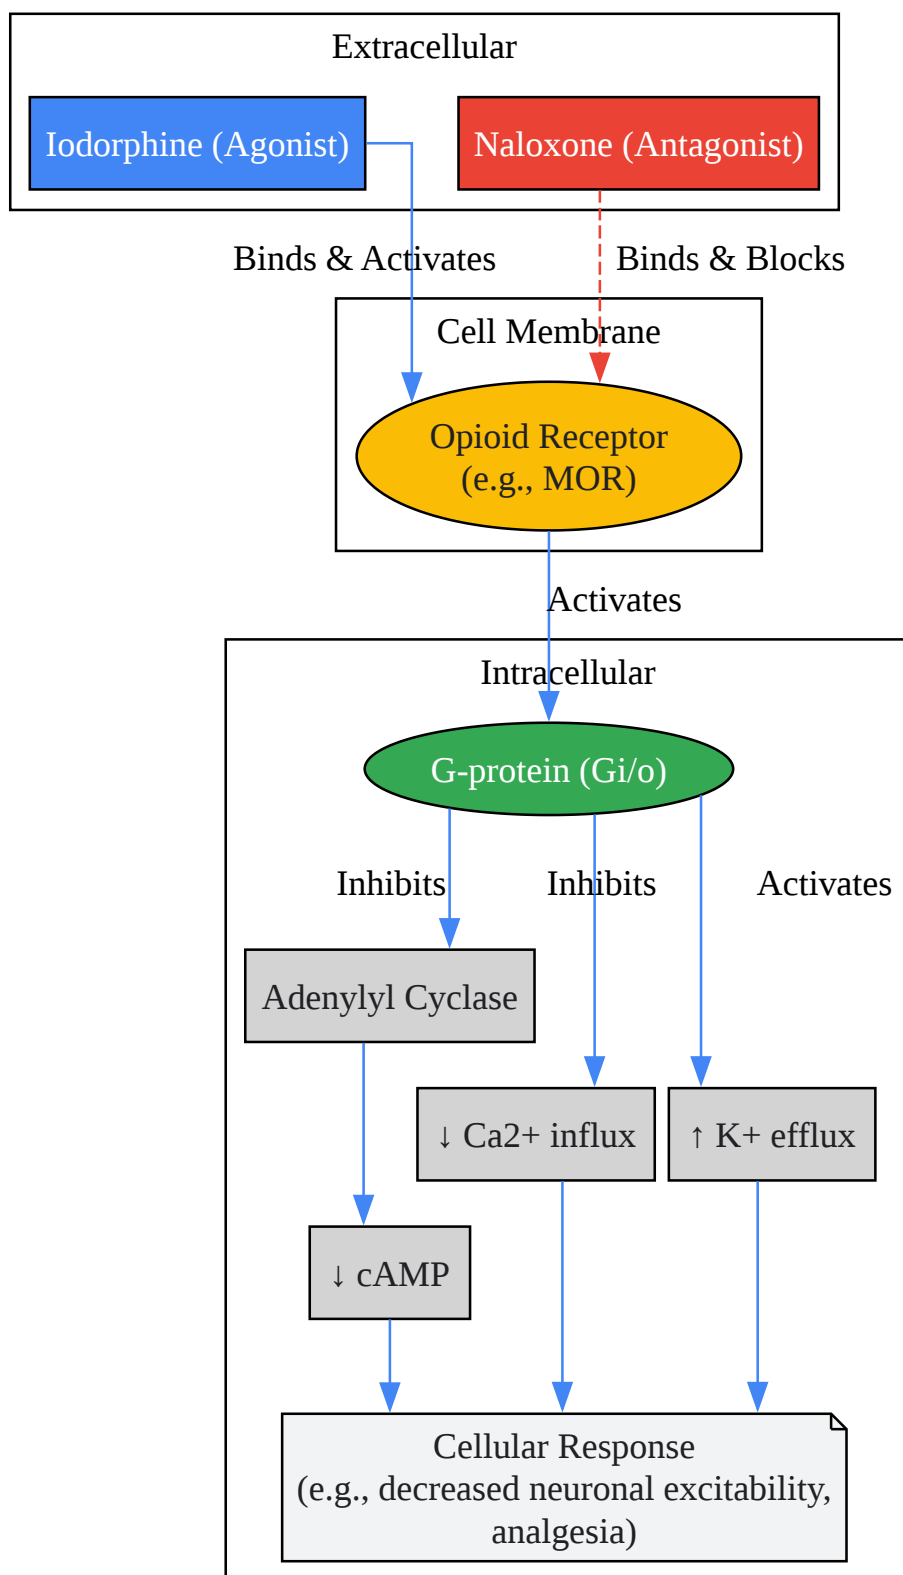 Extracellular
Iodorphine (Agonist)
Naloxone (Antagonist)
Binds & Activates
Binds & Blocks
Cell Membrane
Opioid Receptor
(e.g., MOR)
Activates
Intracellular
G-protein (Gi/o)
Inhibits
Inhibits
Activates
Adenylyl Cyclase
↓ Ca2+ influx
↑ K+ efflux
↓ cAMP
Cellular Response
(e.g., decreased neuronal excitability,
analgesia)